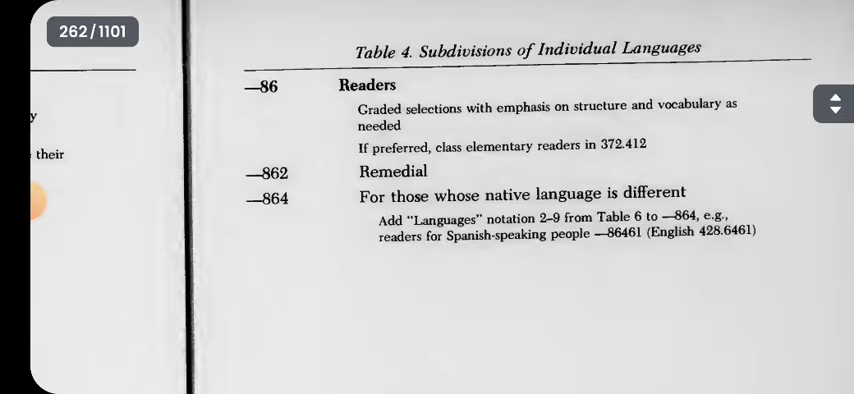 262/1101
Table 4. Subdivisions of Individual Languages
y
their
—86 Readers
Graded selections with emphasis on structure and vocabulary as
needed
If preferred, class elementary readers in 372.412
—862 Remedial
—864 For those whose native language is different
Add "Languages" notation 2–9 from Table 6 to —864, e.g.,
readers for Spanish-speaking people —86461 (English 428.6461)